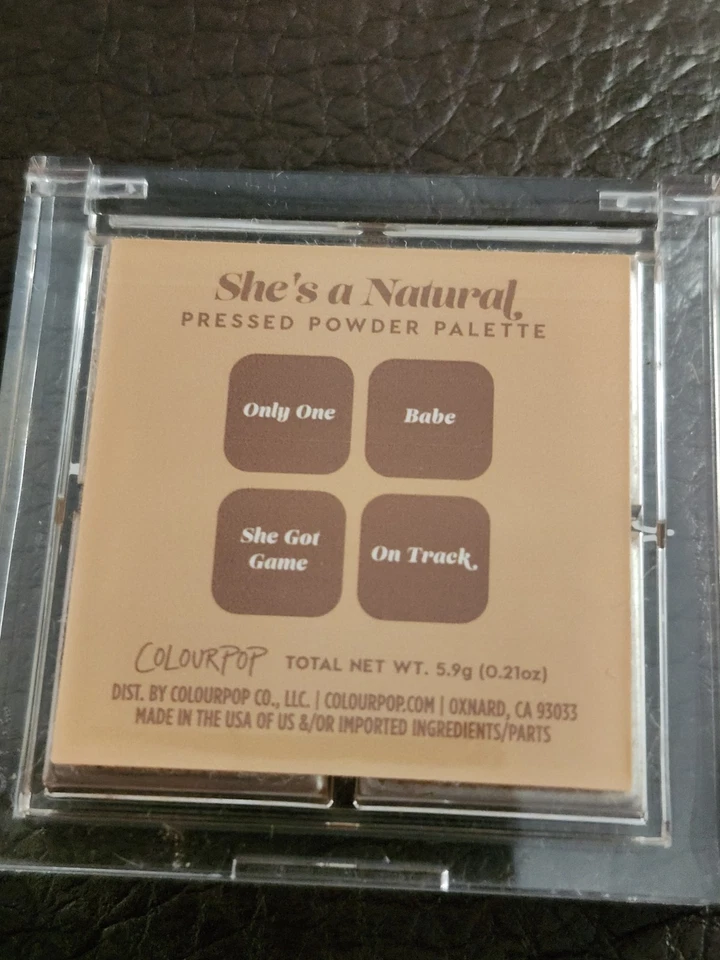 She's a Natural
PRESSED POWDER PALETTE
Only One
Babe
She Got
Game
On Track
COLOURPOP TOTAL NET WT. 5.9g (0.21oz)
DIST. BY COLOURPOP CO., LLC. | COLOURPOP.COM | OXNARD, CA 93033
MADE IN THE USA OF US &/OR IMPORTED INGREDIENTS/PARTS